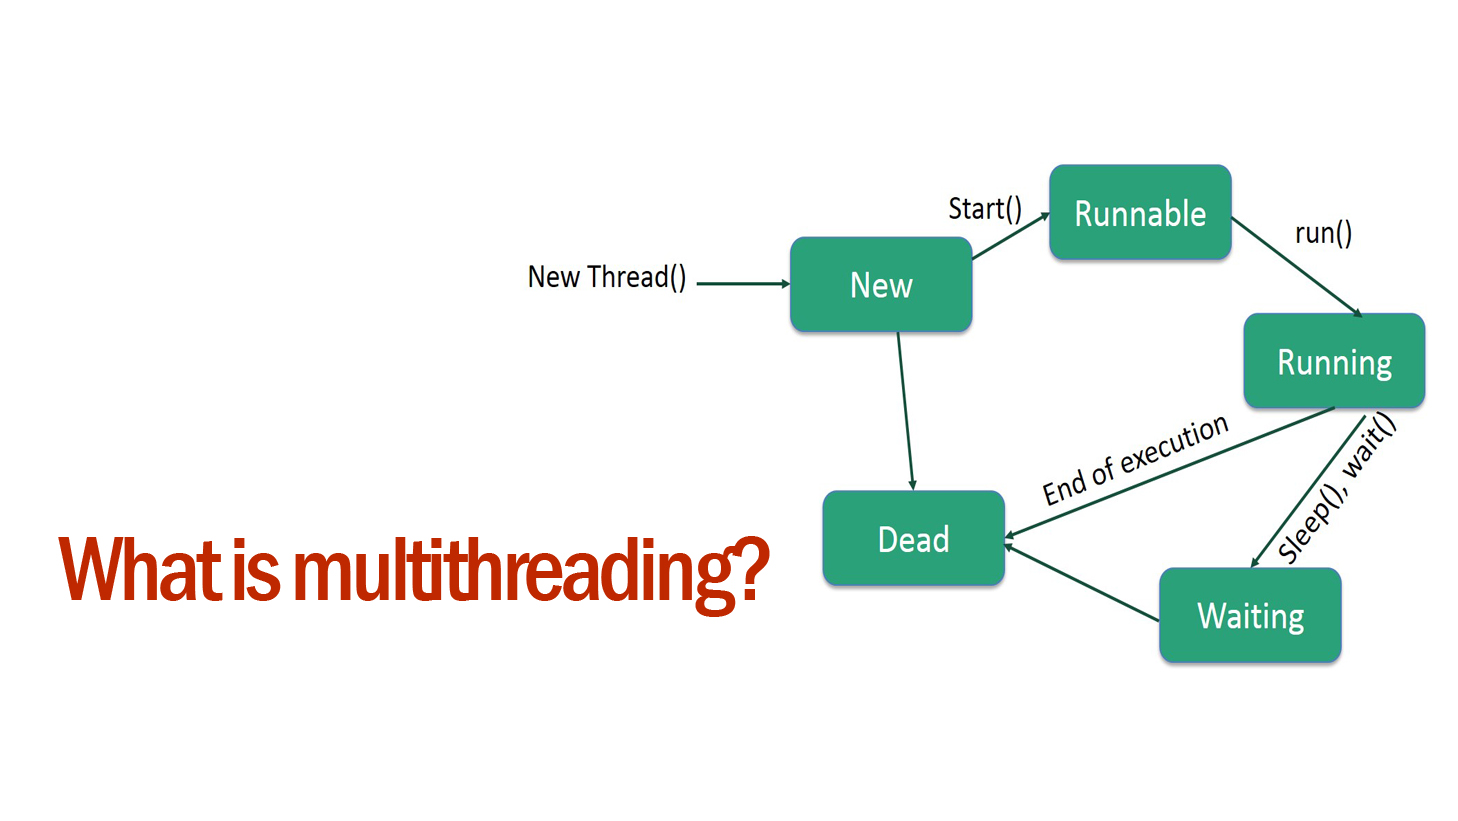 Start()
Runnable
run()
New Thread()
New
Running
End of execution
Sleep(), wait()
Dead
What is multithreading?
Waiting